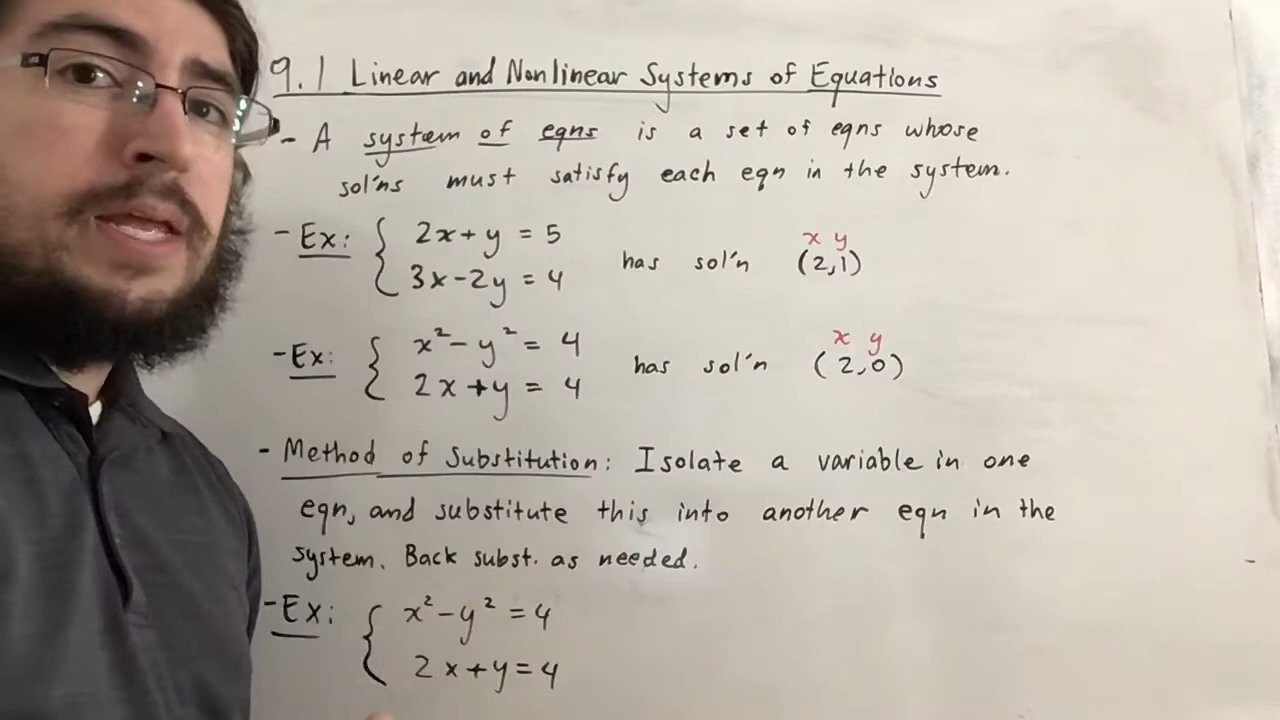 9.1 Linear and Nonlinear Systems of Equations
- A system of eqns is a set of eqns whose
sol'ns must satisfy each eqn in the system.
x y
- Ex: { 2x+y = 5 has sol'n (2,1)
3x-2y = 4
x y
- Ex: { x² - y² = 4 has sol'n (2,0)
2x+y = 4
- Method of Substitution: Isolate a variable in one
eqn, and substitute this into another eqn in the
system. Back subst. as needed.
- Ex: { x² - y² = 4
2x+y=4